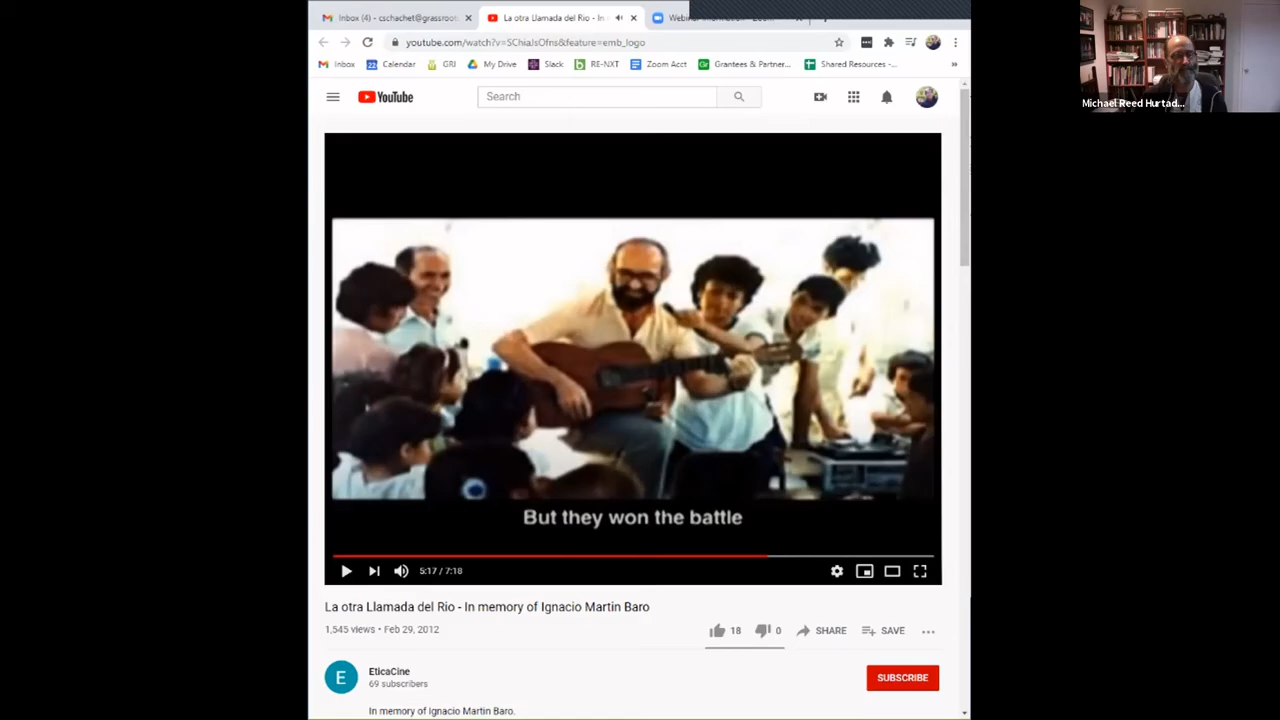 Inbox (4) - cschachet@grassroot
La otra Llamada del Rio - In
youtube.com/watch?v=SChiaJsOfns&feature=emb_logo
Inbox
Calendar
GRI
My Drive
Slack
RE-NXT
Zoom Acct
Grantees & Partner...
Shared Resources -...
»
YouTube
Search
Michael Reed Hurtad...
But they won the battle
5:17 / 7:18
La otra Llamada del Rio - In memory of Ignacio Martin Baro
1,545 views • Feb 29, 2012
18
0
SHARE
SAVE
E
EticaCine
69 subscribers
SUBSCRIBE
In memory of Ignacio Martin Baro.